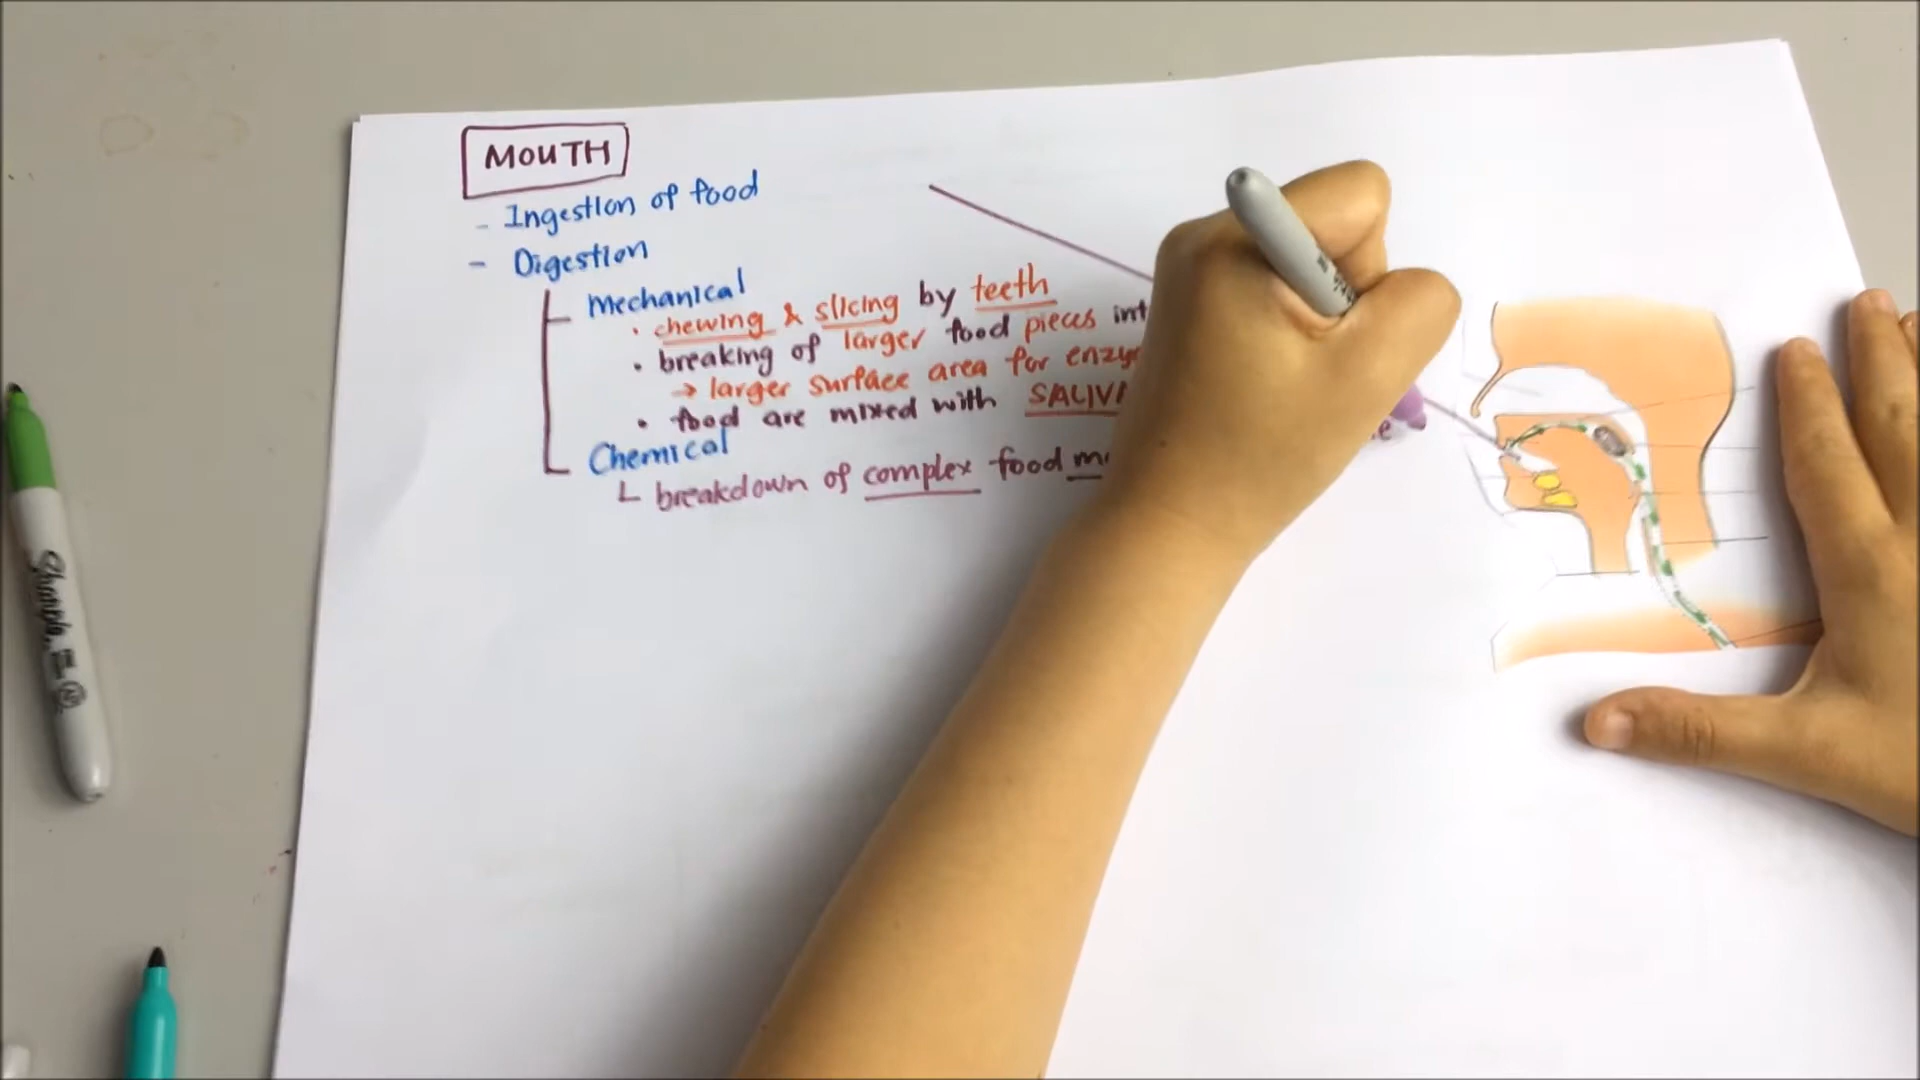 MOUTH
- Ingestion of food
- Digestion
Mechanical
• chewing & slicing by teeth
• breaking of larger food pieces
→ larger surface area for
• food are mixed with
Chemical
breakdown of complex food
Sharpie